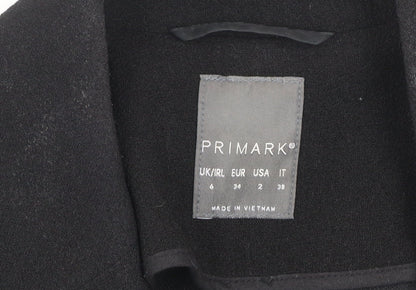 PRIMARK®
UK/IRL EUR USA IT
6 34 2 38
MADE IN VIETNAM